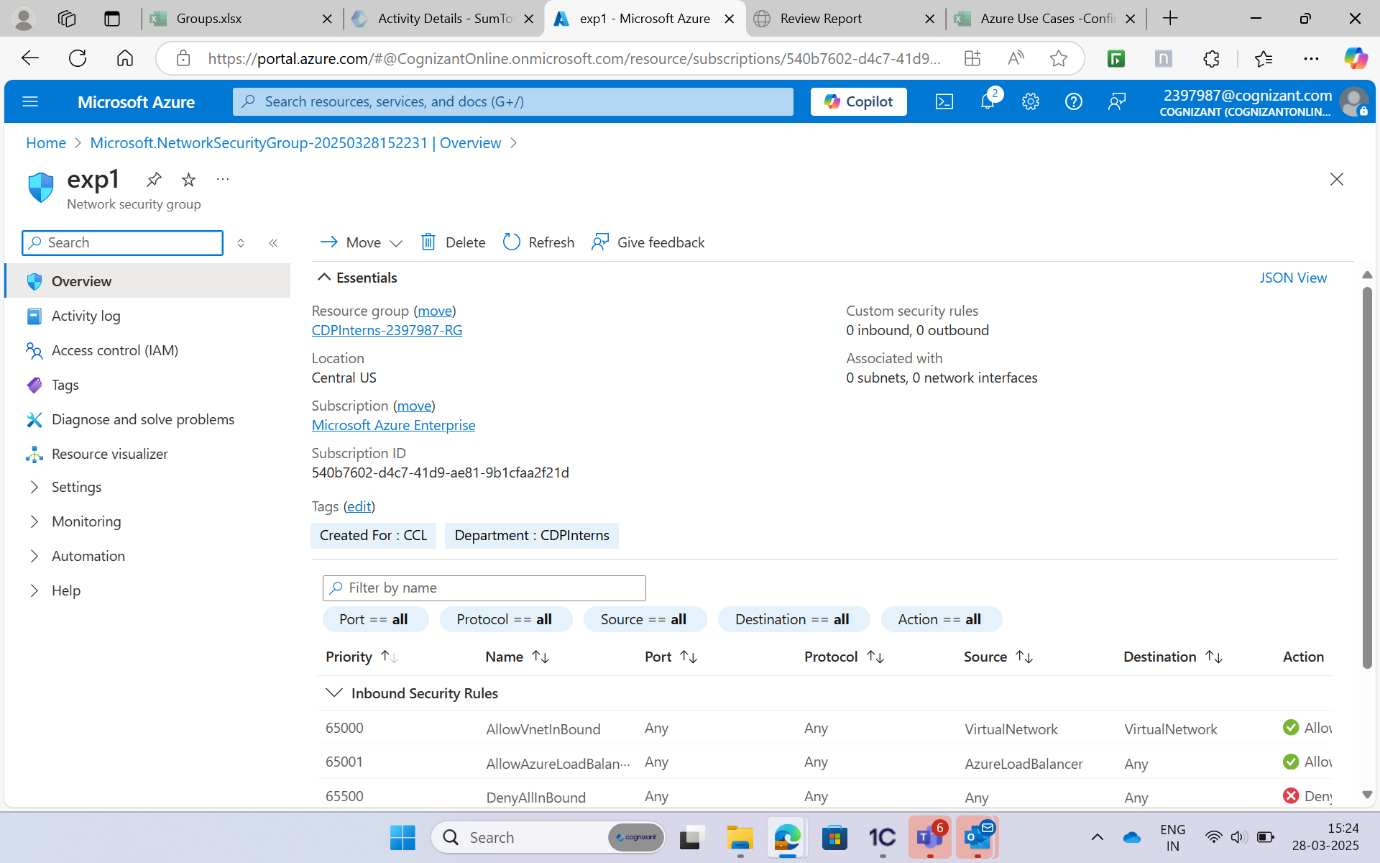 Groups.xlsx
Activity Details - SumTo
exp1 - Microsoft Azure
Review Report
Azure Use Cases -Confi
https://portal.azure.com/#@CognizantOnline.onmicrosoft.com/resource/subscriptions/540b7602-d4c7-41d9...
Microsoft Azure
Search resources, services, and docs (G+/)
Copilot
2
2397987@cognizant.com
COGNIZANT (COGNIZANTONLIN...
Home > Microsoft.NetworkSecurityGroup-20250328152231 | Overview >
exp1
Network security group
Search
Overview
Activity log
Access control (IAM)
Tags
Diagnose and solve problems
Resource visualizer
Settings
Monitoring
Automation
Help
Move Delete Refresh Give feedback
Essentials
JSON View
Resource group (move)
CDPInterns-2397987-RG
Location
Central US
Subscription (move)
Microsoft Azure Enterprise
Subscription ID
540b7602-d4c7-41d9-ae81-9b1cfaa2f21d
Custom security rules
0 inbound, 0 outbound
Associated with
0 subnets, 0 network interfaces
Tags (edit)
Created For : CCL Department : CDPInterns
Filter by name
Port == all Protocol == all Source == all Destination == all Action == all
Priority Name Port Protocol Source Destination Action
Inbound Security Rules
65000 AllowVnetInBound Any Any VirtualNetwork VirtualNetwork Allow
65001 AllowAzureLoadBalan... Any Any AzureLoadBalancer Any Allow
65500 DenyAllInBound Any Any Any Any Deny
Search
cognizant
1C
6
ENG
IN
15:24
28-03-2025